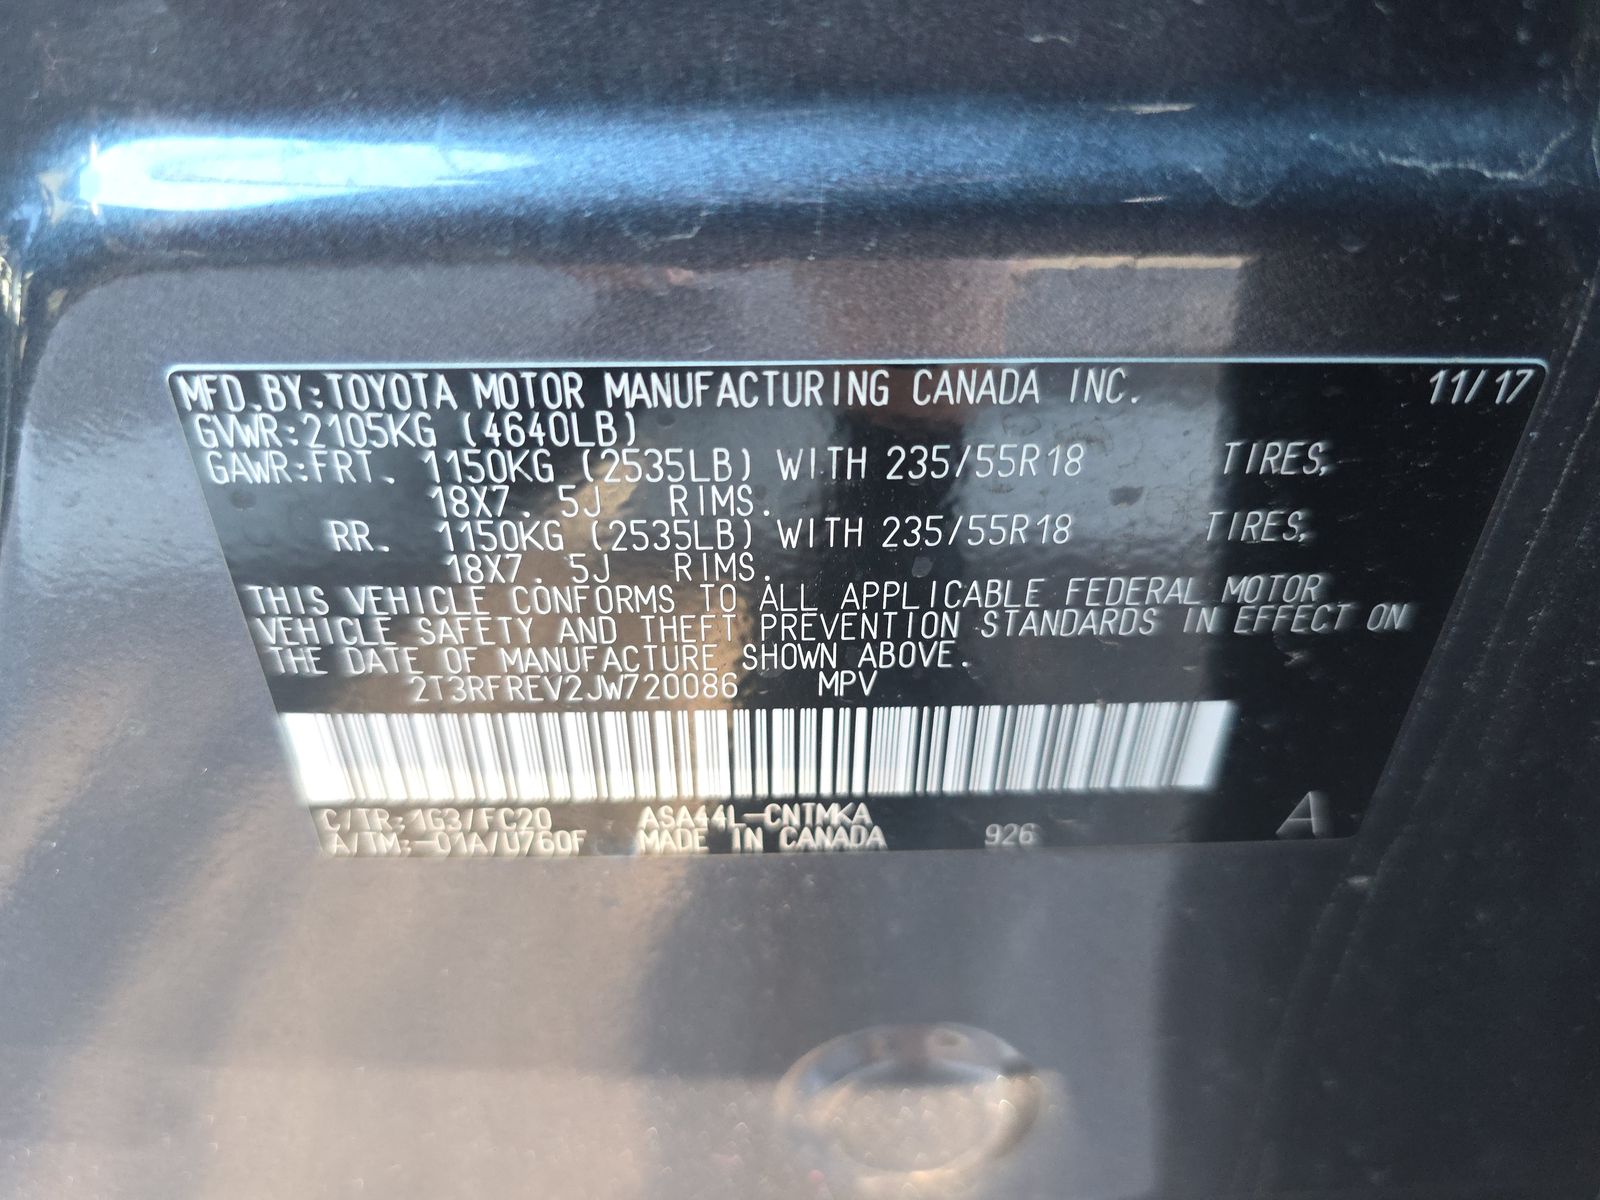 MFD.BY:TOYOTA MOTOR MANUFACTURING CANADA INC. 11/17
GVWR:2105KG (4640LB)
GAWR:FRT. 1150KG (2535LB) WITH 235/55R18 TIRES,
18X7.5J RIMS.
RR. 1150KG (2535LB) WITH 235/55R18 TIRES,
18X7.5J RIMS.
THIS VEHICLE CONFORMS TO ALL APPLICABLE FEDERAL MOTOR
VEHICLE SAFETY AND THEFT PREVENTION STANDARDS IN EFFECT ON
THE DATE OF MANUFACTURE SHOWN ABOVE.
2T3RFREV2JW720086 MPV
C/TR:1G3/FC20 ASA44L-CNTMKA
A/TM:-01A/U760F MADE IN CANADA 926 A